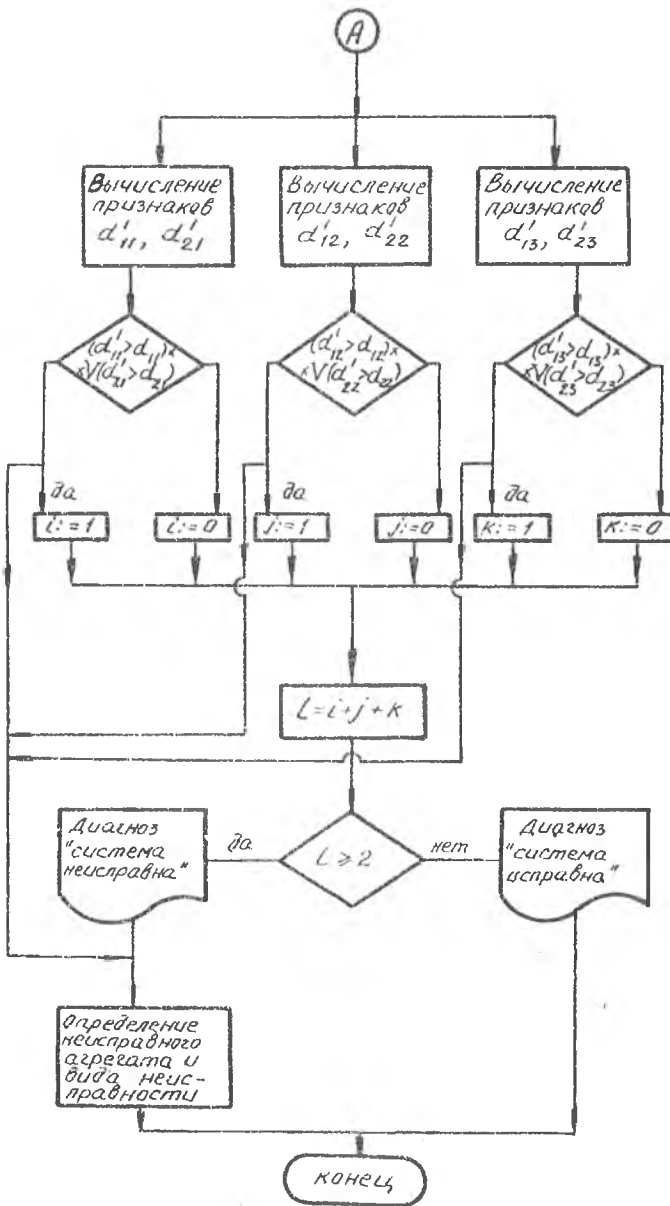 А
Вычисление
признаков
d'11, d'21
Вычисление
признаков
d'12, d'22
Вычисление
признаков
d'13, d'23
(d'11>d11)×
×V(d'21>d21)
(d'12>d12)×
×V(d'22>d22)
(d'13>d13)×
×V(d'23>d23)
да
да
да
i:=1
i:=0
j:=1
j:=0
k:=1
k:=0
L=i+j+k
Диагноз
"система
неисправна"
да
L≥2
нет
Диагноз
"система
исправна"
Определение
неисправного
агрегата и
вида неис-
правности
конец